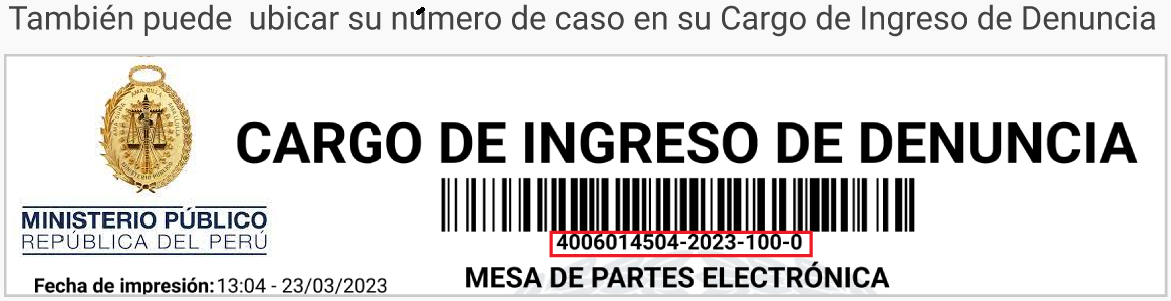 También puede ubicar su número de caso en su Cargo de Ingreso de Denuncia
CARGO DE INGRESO DE DENUNCIA
MINISTERIO PÚBLICO
REPÚBLICA DEL PERÚ
4006014504-2023-100-0
Fecha de impresión: 13:04 - 23/03/2023
MESA DE PARTES ELECTRÓNICA